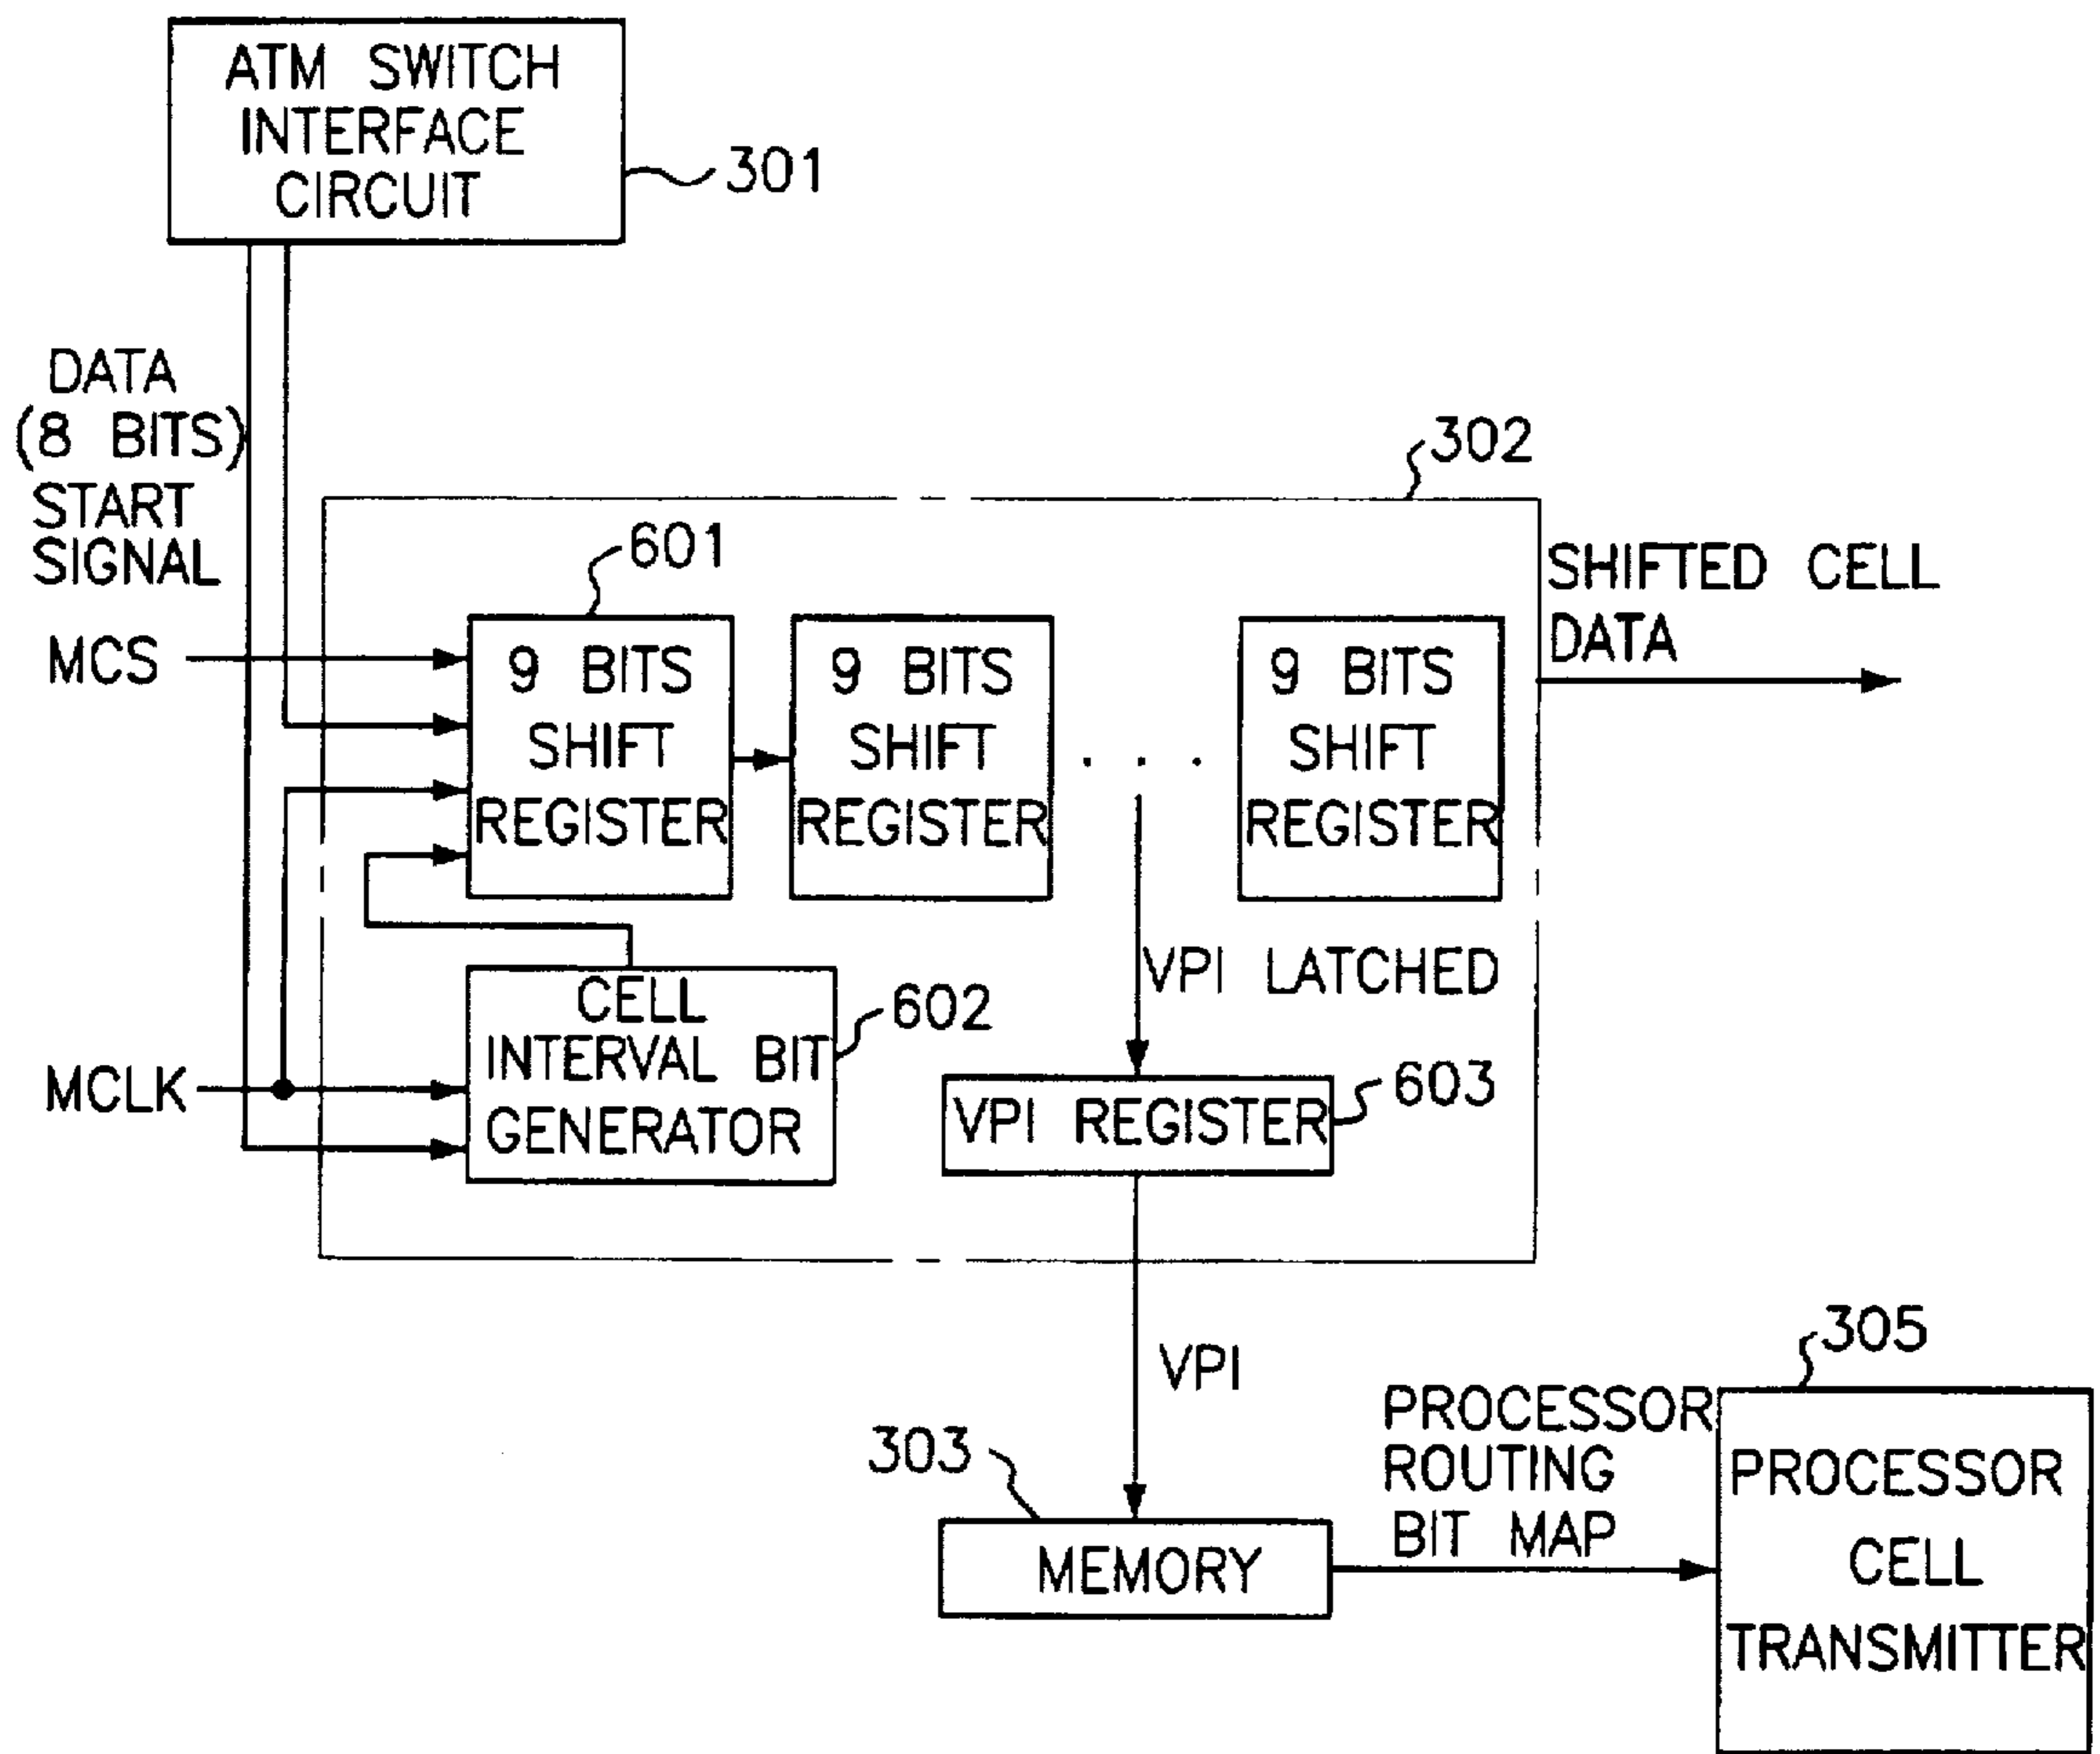 ATM SWITCH
INTERFACE
CIRCUIT
301
DATA
(8 BITS)
START
SIGNAL
302
601
SHIFTED CELL
DATA
MCS
9 BITS
SHIFT
REGISTER
9 BITS
SHIFT
REGISTER
. . .
9 BITS
SHIFT
REGISTER
VPI LATCHED
CELL
INTERVAL BIT
GENERATOR
602
MCLK
VPI REGISTER
603
VPI
305
303
PROCESSOR
ROUTING
BIT MAP
MEMORY
PROCESSOR
CELL
TRANSMITTER